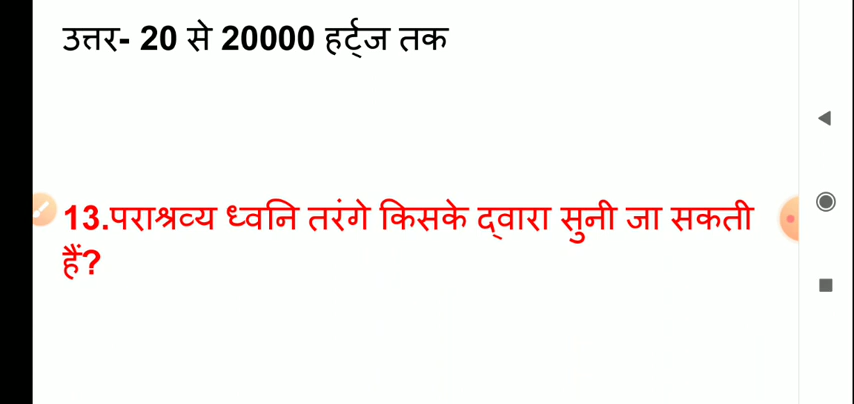 उत्तर- 20 से 20000 हर्ट्ज तक
13.पराश्रव्य ध्वनि तरंगे किसके द्वारा सुनी जा सकती
हैं?